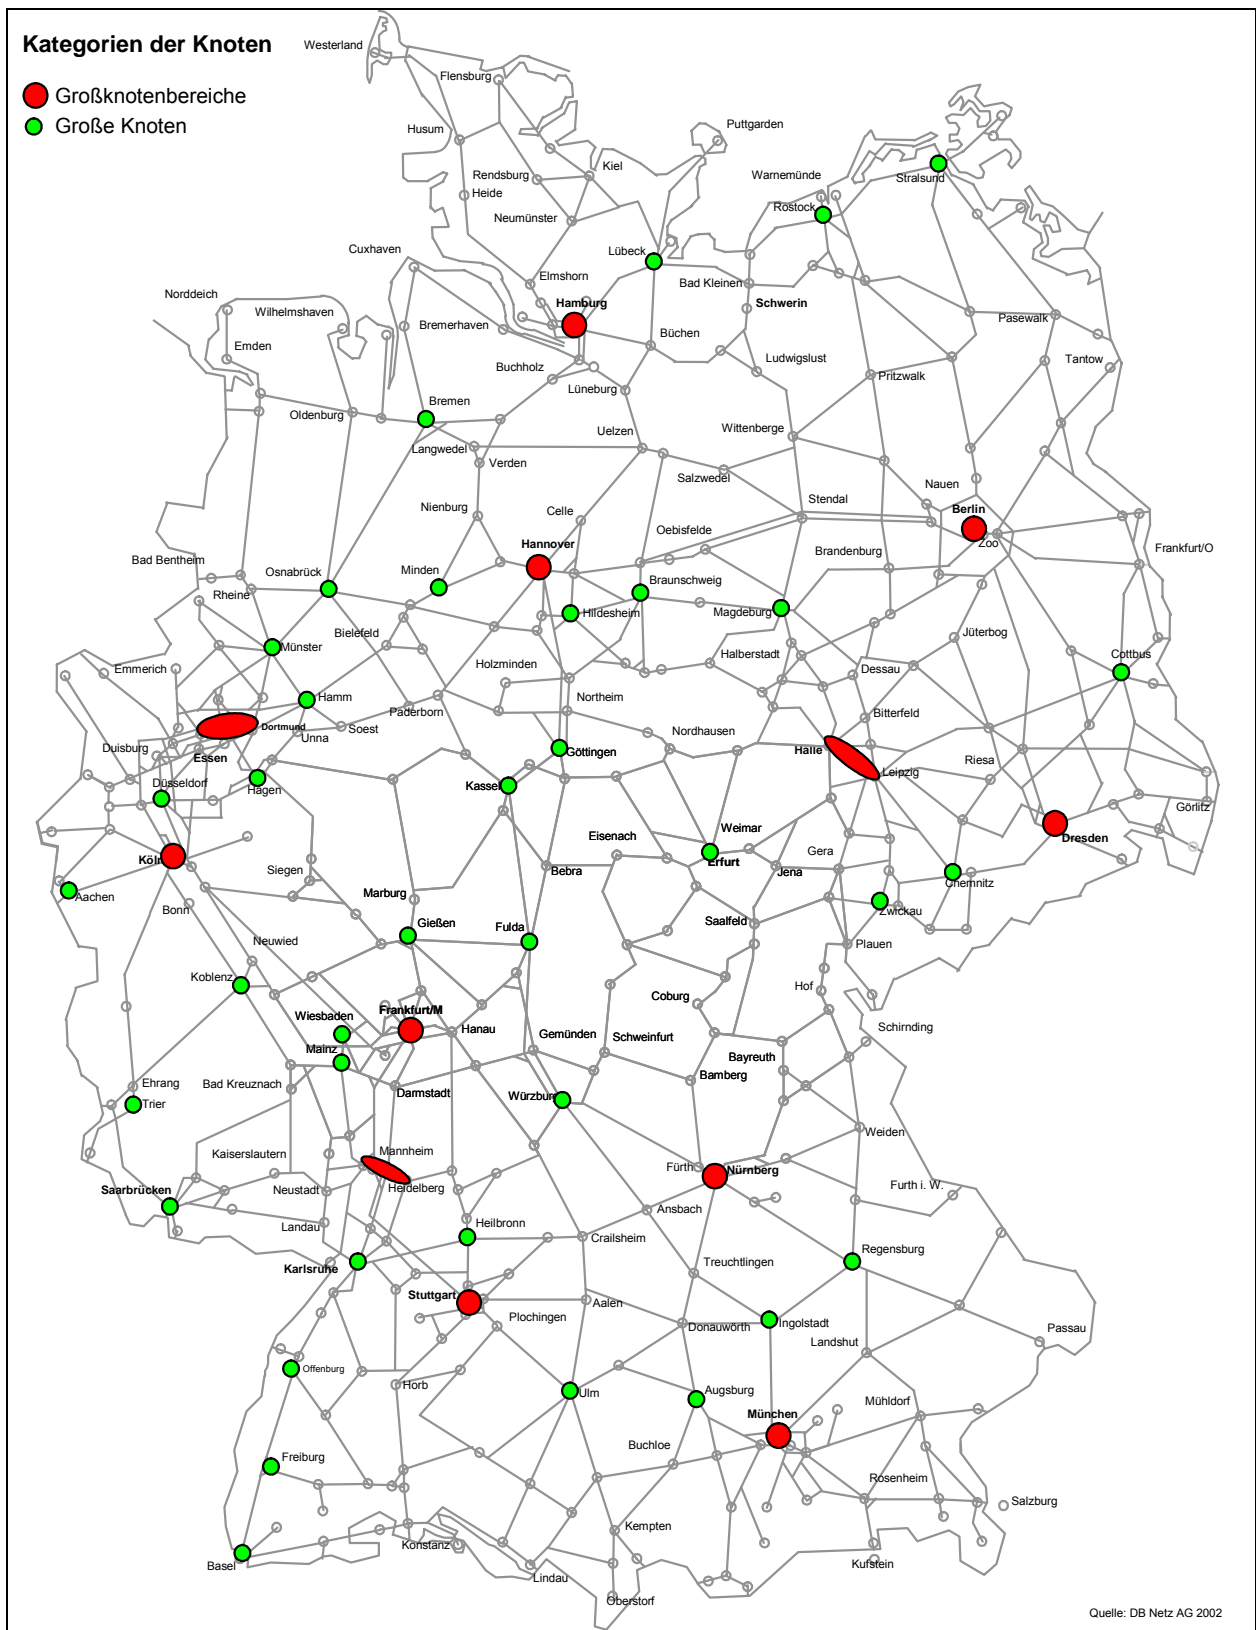 Kategorien der Knoten
Großknotenbereiche
Große Knoten
Westerland
Flensburg
Husum
Puttgarden
Kiel
Rendsburg
Heide
Warnemünde
Stralsund
Rostock
Neumünster
Cuxhaven
Lübeck
Elmshorn
Bad Kleinen
Norddeich
Wilhelmshaven
Hamburg
Schwerin
Bremerhaven
Pasewalk
Emden
Büchen
Buchholz
Ludwigslust
Tantow
Lüneburg
Pritzwalk
Bremen
Oldenburg
Uelzen
Wittenberge
Langwedel
Verden
Salzwedel
Nauen
Nienburg
Celle
Stendal
Berlin
Oebisfelde
Hannover
Zoo
Frankfurt/O
Bad Bentheim
Brandenburg
Osnabrück
Minden
Braunschweig
Rheine
Hildesheim
Magdeburg
Bielefeld
Münster
Jüterbog
Cottbus
Halberstadt
Holzminden
Emmerich
Dessau
Hamm
Northeim
Paderborn
Bitterfeld
Dortmund
Soest
Unna
Nordhausen
Duisburg
Essen
Göttingen
Halle
Leipzig
Riesa
Düsseldorf
Hagen
Kassel
Görlitz
Weimar
Eisenach
Dresden
Köln
Erfurt
Gera
Bebra
Jena
Siegen
Chemnitz
Aachen
Marburg
Bonn
Zwickau
Gießen
Fulda
Saalfeld
Neuwied
Plauen
Koblenz
Hof
Coburg
Wiesbaden
Frankfurt/M
Hanau
Schirnding
Gemünden
Schweinfurt
Mainz
Bayreuth
Bamberg
Ehrang
Bad Kreuznach
Darmstadt
Würzburg
Trier
Weiden
Kaiserslautern
Mannheim
Fürth
Nürnberg
Saarbrücken
Neustadt
Heidelberg
Furth i. W.
Ansbach
Landau
Heilbronn
Crailsheim
Regensburg
Karlsruhe
Treuchtlingen
Stuttgart
Aalen
Plochingen
Donauwörth
Ingolstadt
Passau
Landshut
Offenburg
Horb
Ulm
Augsburg
Mühldorf
München
Buchloe
Freiburg
Rosenheim
Salzburg
Kempten
Konstanz
Basel
Kufstein
Lindau
Oberstorf
Quelle: DB Netz AG 2002